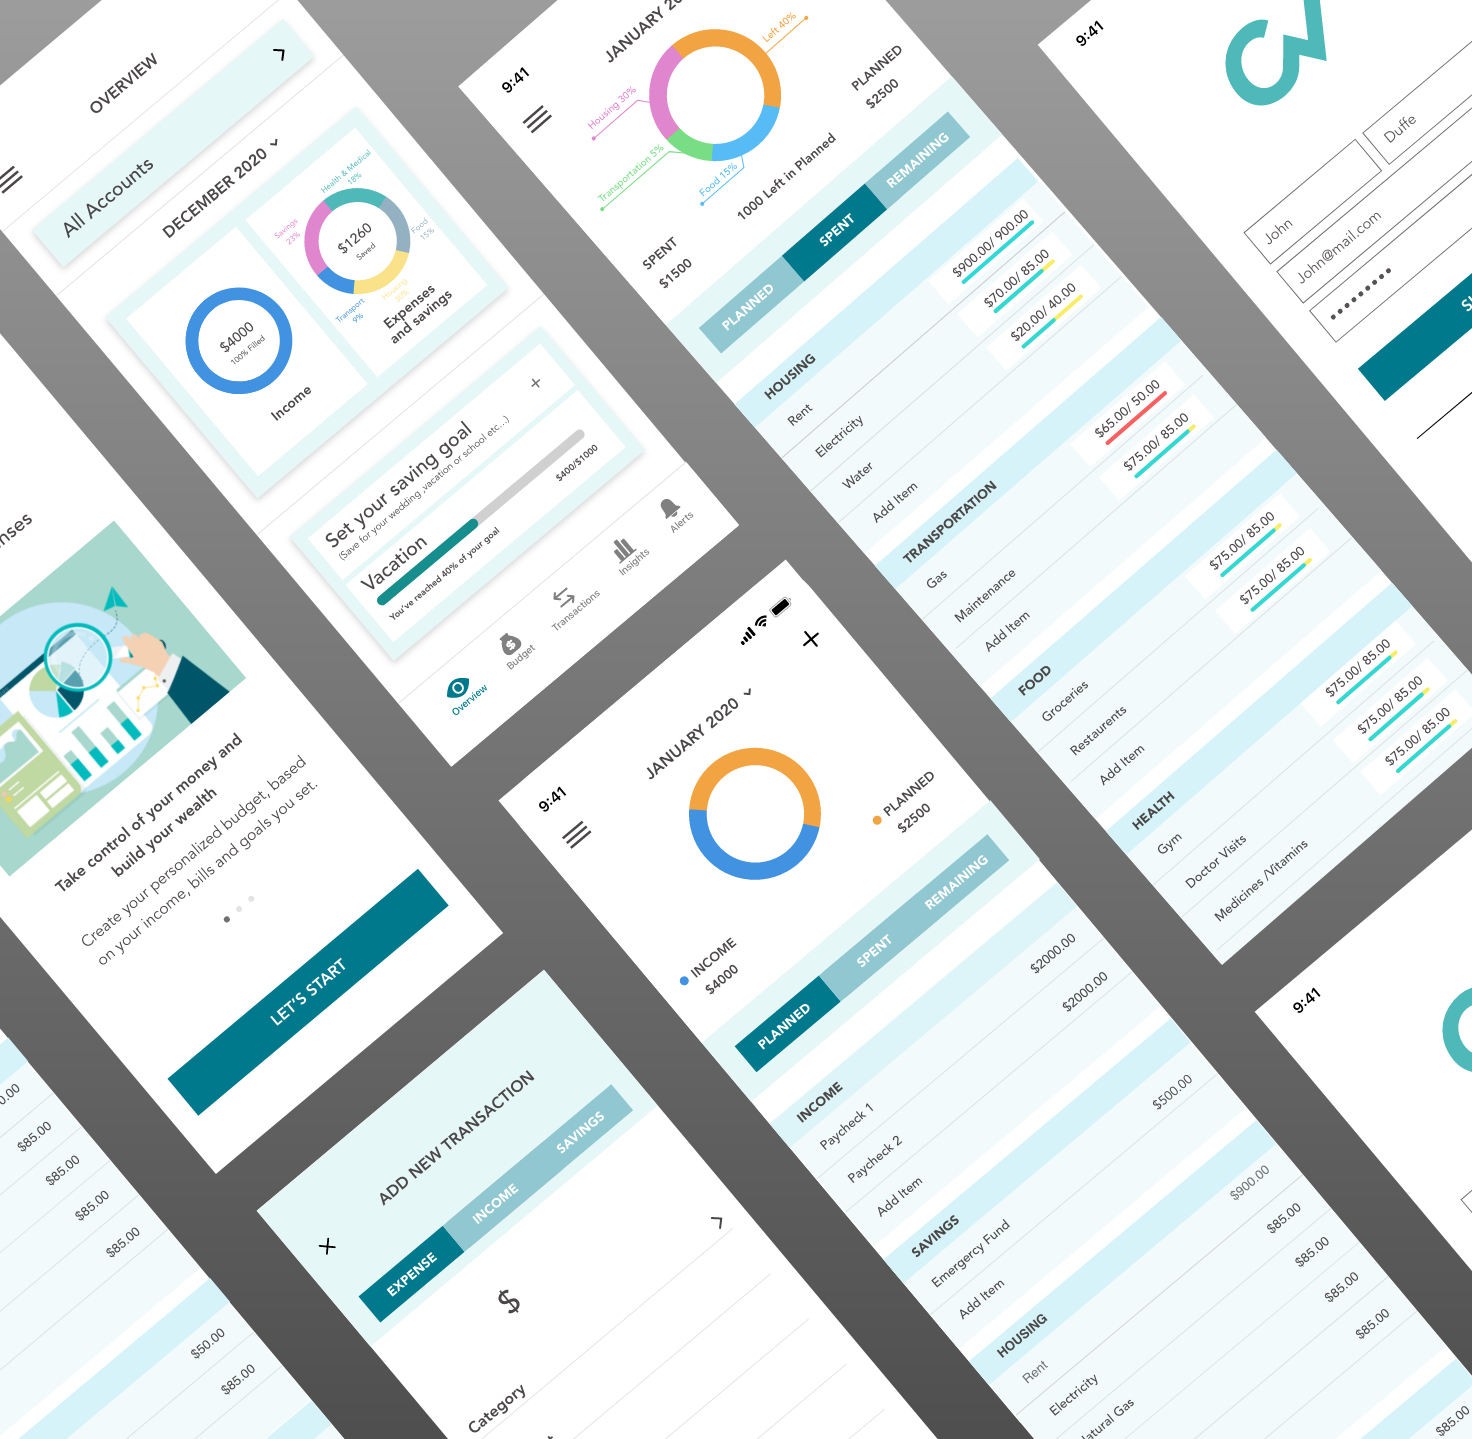 OVERVIEW
All Accounts
DECEMBER 2020
$4000
100% Filled
Income
Health & Medical
18%
Savings
23%
Food
15%
Housing
Transport
9%
$1260
Saved
Expenses
and savings
Set your saving goal
(Save for your wedding ,vacation or school etc...)
Vacation
$400/$1000
You've reached 40% of your goal
Overview
Budget
Transactions
Insights
Alerts
Take control of your money and
build your wealth
Create your personalized budget, based
on your income, bills and goals you set.
LET'S START
$85.00
$85.00
$85.00
$85.00
$50.00
$85.00
ADD NEW TRANSACTION
EXPENSE
INCOME
SAVINGS
$
Category
9:41
Left 40%
Housing 30%
Transportation 5%
Food 15%
SPENT
$1500
1000 Left in Planned
PLANNED
$2500
PLANNED
SPENT
REMAINING
HOUSING
Rent
$900.00/ 900.00
Electricity
$70.00/ 85.00
Water
$20.00/ 40.00
Add Item
TRANSPORTATION
Gas
$65.00/ 50.00
Maintenance
$75.00/ 85.00
Add Item
FOOD
Groceries
$75.00/ 85.00
Restaurents
$75.00/ 85.00
Add Item
HEALTH
Gym
$75.00/ 85.00
Doctor Visits
$75.00/ 85.00
Medicines /Vitamins
$75.00/ 85.00
9:41
JANUARY 2020
INCOME
$4000
PLANNED
$2500
PLANNED
SPENT
REMAINING
INCOME
Paycheck 1
$2000.00
Paycheck 2
$2000.00
Add Item
SAVINGS
Emergency Fund
$500.00
Add Item
HOUSING
Rent
$900.00
Electricity
$85.00
$85.00
$85.00
$85.00
$85.00
9:41
John
Duffe
John@mail.com
9:41